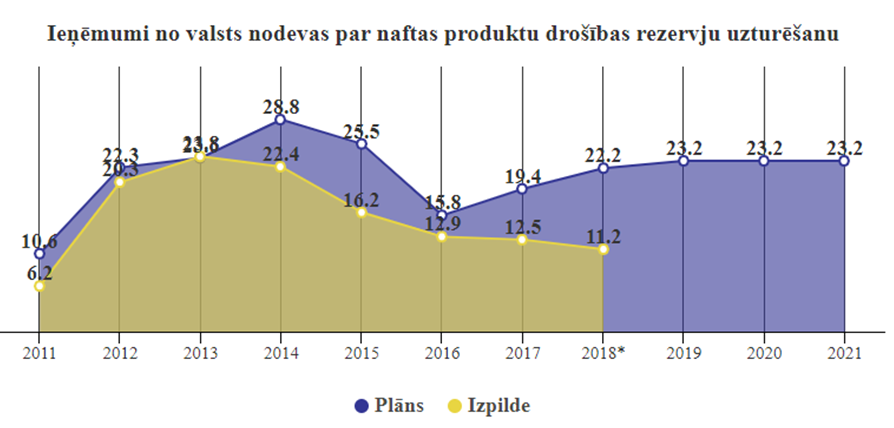 Ieņēmumi no valsts nodevas par naftas produktu drošības rezervju uzturēšanu
28.8
25.5
22.3 23.8 22.4 22.2 23.2 23.2 23.2
20.3 19.4
16.2 15.8
10.6 12.9 12.5 11.2
6.2
2011 2012 2013 2014 2015 2016 2017 2018* 2019 2020 2021
Plāns Izpilde